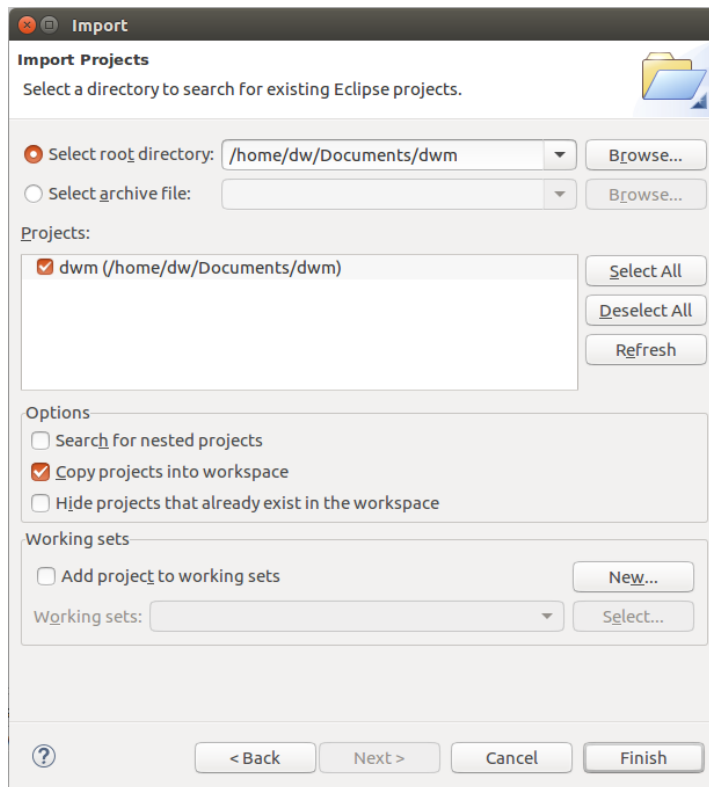 Import
Import Projects
Select a directory to search for existing Eclipse projects.
Select root directory: /home/dw/Documents/dwm Browse...
Select archive file: Browse...
Projects:
dwm (/home/dw/Documents/dwm)
Select All
Deselect All
Refresh
Options
Search for nested projects
Copy projects into workspace
Hide projects that already exist in the workspace
Working sets
Add project to working sets New...
Working sets: Select...
? < Back Next > Cancel Finish